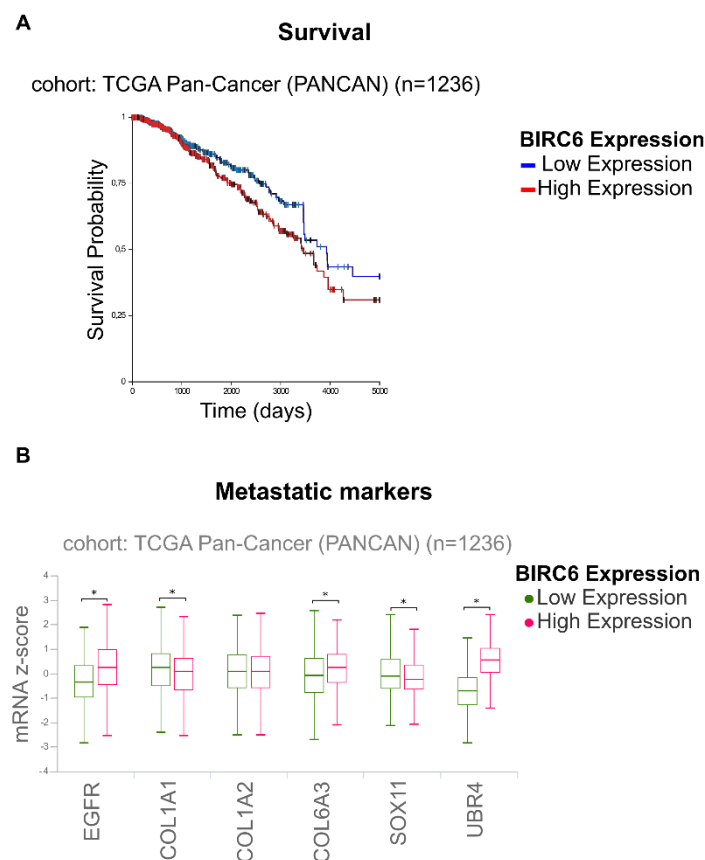 A
Survival
cohort: TCGA Pan-Cancer (PANCAN) (n=1236)
1
0,75
0,5
0,25
0
Survival Probability
0
1000
2000
3000
4000
5000
Time (days)
BIRC6 Expression
Low Expression
High Expression
B
Metastatic markers
cohort: TCGA Pan-Cancer (PANCAN) (n=1236)
BIRC6 Expression
Low Expression
High Expression
4
3
2
1
0
-1
-2
-3
-4
mRNA z-score
*
*
*
*
*
EGFR
COL1A1
COL1A2
COL6A3
SOX11
UBR4